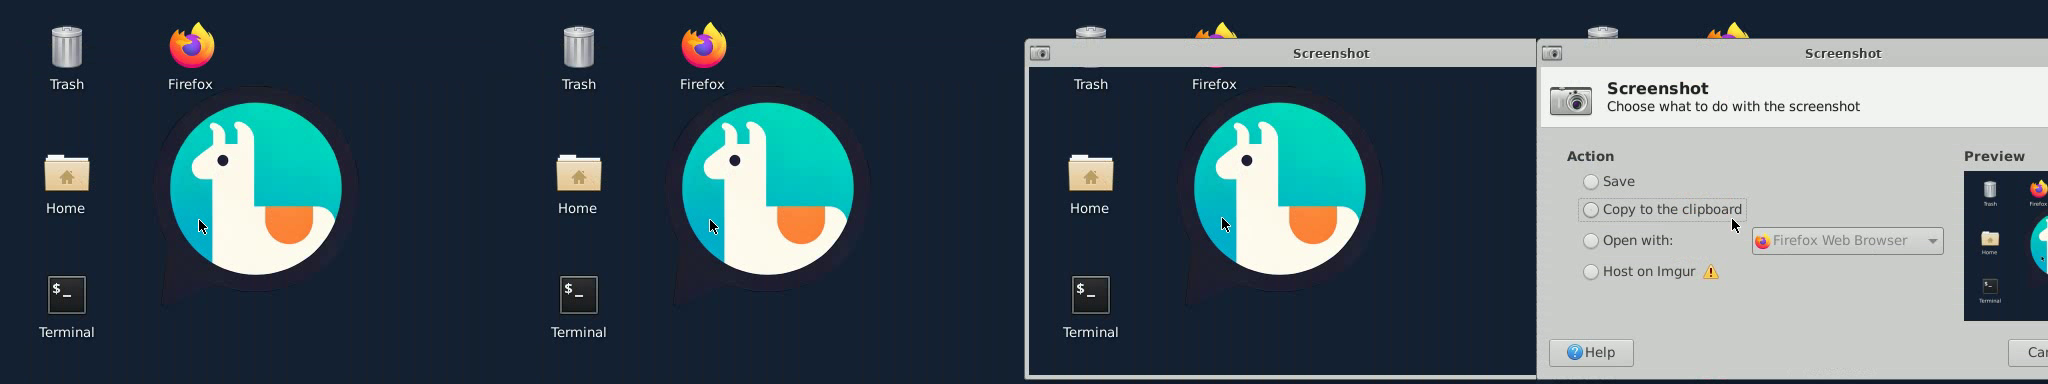 Trash
Firefox
Home
$_
Terminal
Trash
Firefox
Home
$_
Terminal
Screenshot
Trash
Firefox
Home
$_
Terminal
Screenshot
Screenshot
Choose what to do with the screenshot
Action
Save
Copy to the clipboard
Open with:
Firefox Web Browser
Host on Imgur
Help
Preview
Trash
Firefox
Home
Terminal
Can